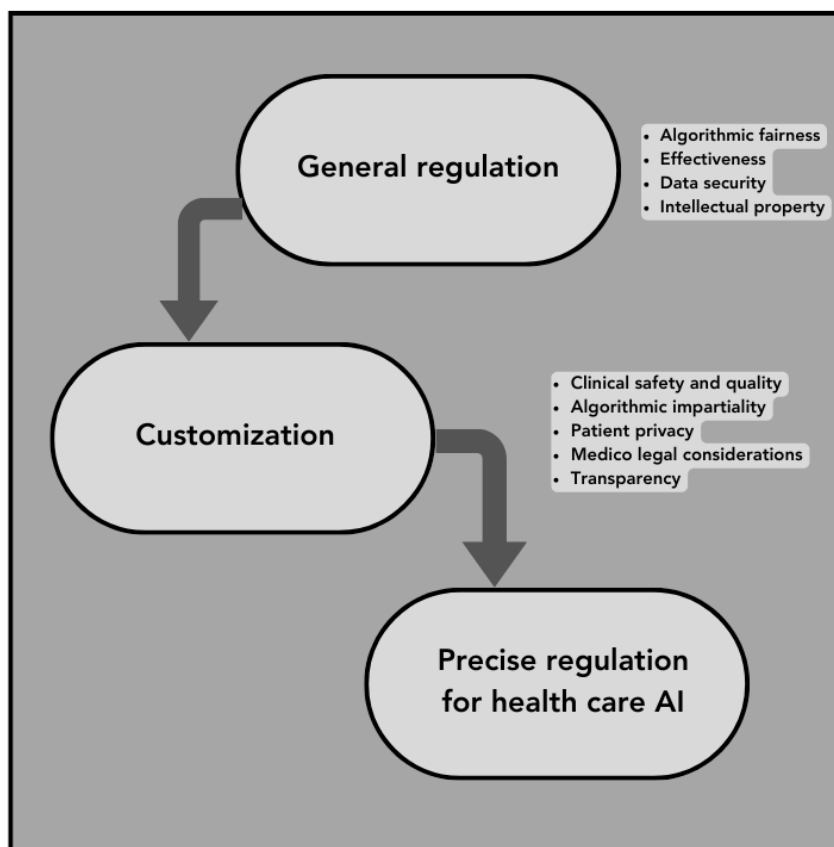 General regulation
• Algorithmic fairness
• Effectiveness
• Data security
• Intellectual property
Customization
• Clinical safety and quality
• Algorithmic impartiality
• Patient privacy
• Medico legal considerations
• Transparency
Precise regulation
for health care AI